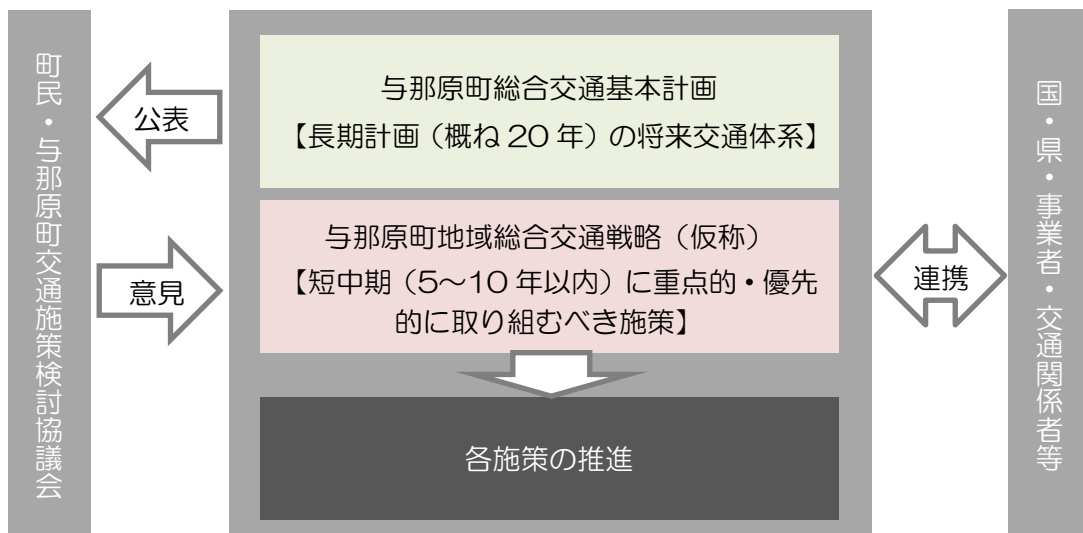 町民・与那原町交通施策検討協議会
公表
意見
与那原町総合交通基本計画
【長期計画（概ね 20 年）の将来交通体系】
与那原町地域総合交通戦略（仮称）
【短中期（5～10 年以内）に重点的・優先
的に取り組むべき施策】
各施策の推進
連携
国・県・事業者・交通関係者等